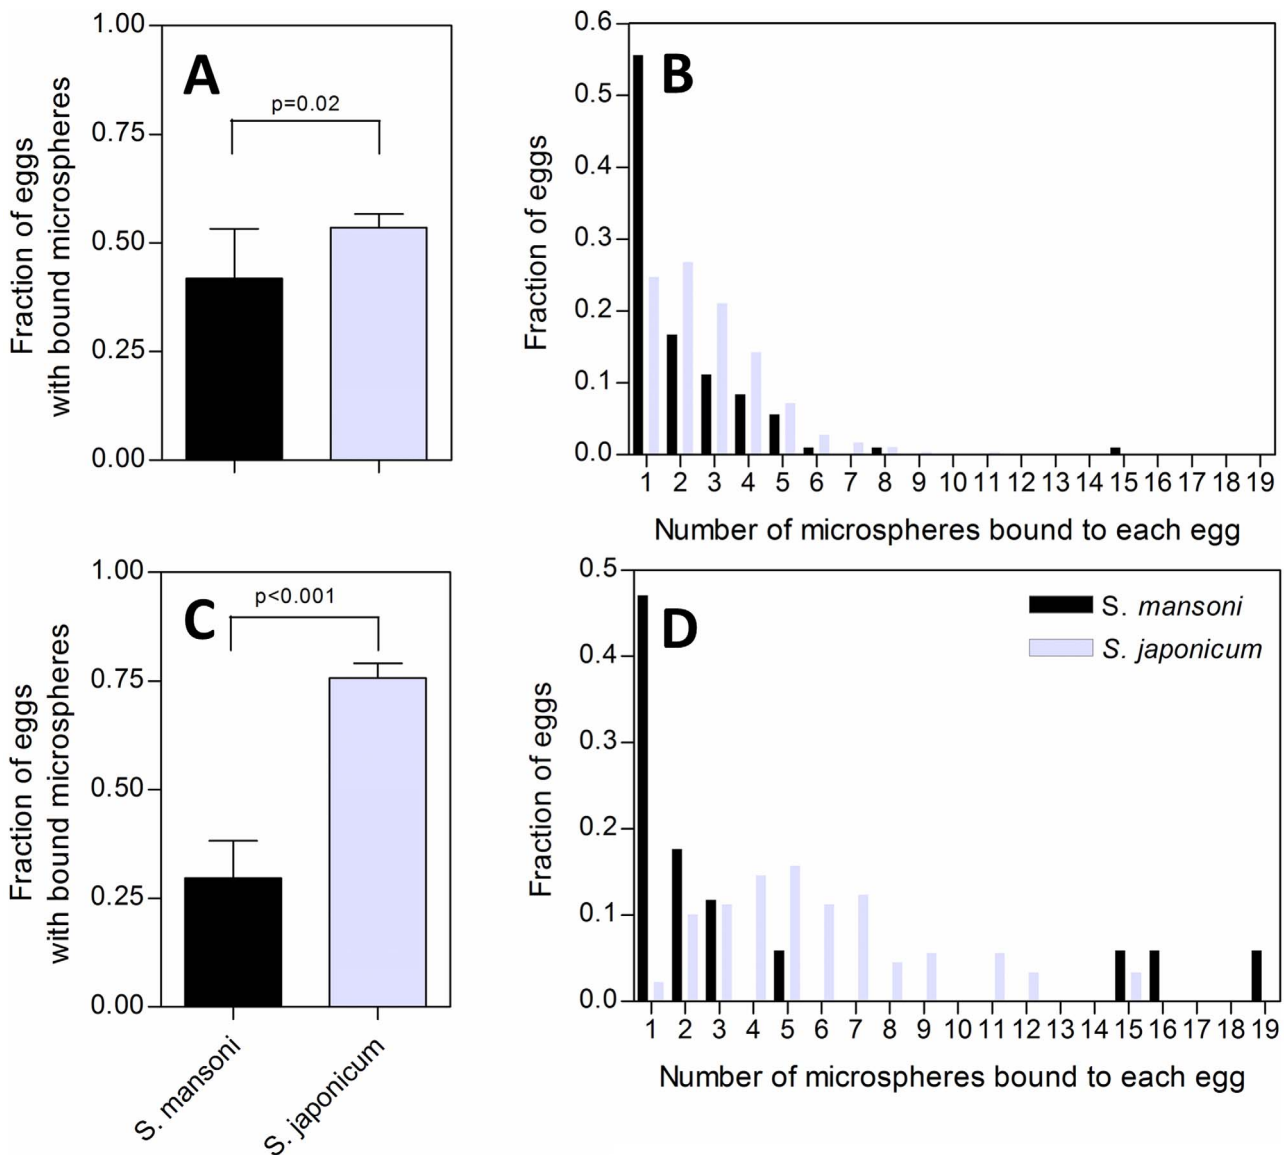 A
p=0.02
1.00
0.75
0.50
0.25
0.00
Fraction of eggs
with bound microspheres
B
0.6
0.5
0.4
0.3
0.2
0.1
0.0
Fraction of eggs
1 2 3 4 5 6 7 8 9 10 11 12 13 14 15 16 17 18 19
Number of microspheres bound to each egg
C
p<0.001
1.00
0.75
0.50
0.25
0.00
Fraction of eggs
with bound microspheres
S. mansoni
S. japonicum
D
S. mansoni
S. japonicum
0.5
0.4
0.3
0.2
0.1
0.0
Fraction of eggs
1 2 3 4 5 6 7 8 9 10 11 12 13 14 15 16 17 18 19
Number of microspheres bound to each egg